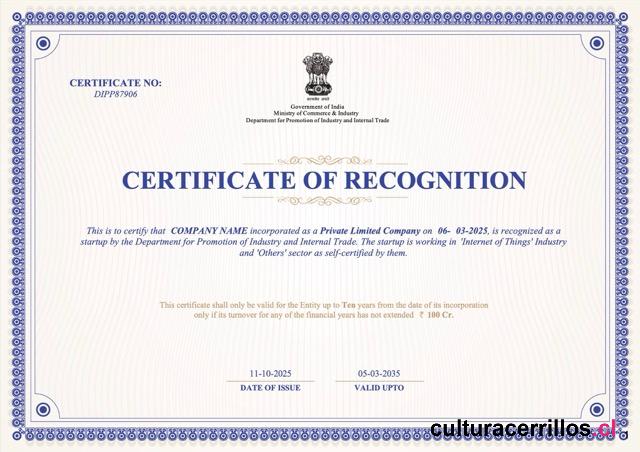 CERTIFICATE NO:
DIPP87906
सत्यमेव जयते
Government of India
Ministry of Commerce & Industry
Department for Promotion of Industry and Internal Trade
CERTIFICATE OF RECOGNITION
This is to certify that COMPANY NAME incorporated as a Private Limited Company on 06- 03-2025, is recognized as a
startup by the Department for Promotion of Industry and Internal Trade. The startup is working in 'Internet of Things' Industry
and 'Others' sector as self-certified by them.
This certificate shall only be valid for the Entity up to Ten years from the date of its incorporation
only if its turnover for any of the financial years has not extended ₹ 100 Cr.
11-10-2025
DATE OF ISSUE
05-03-2035
VALID UPTO
culturacerrillos.cl